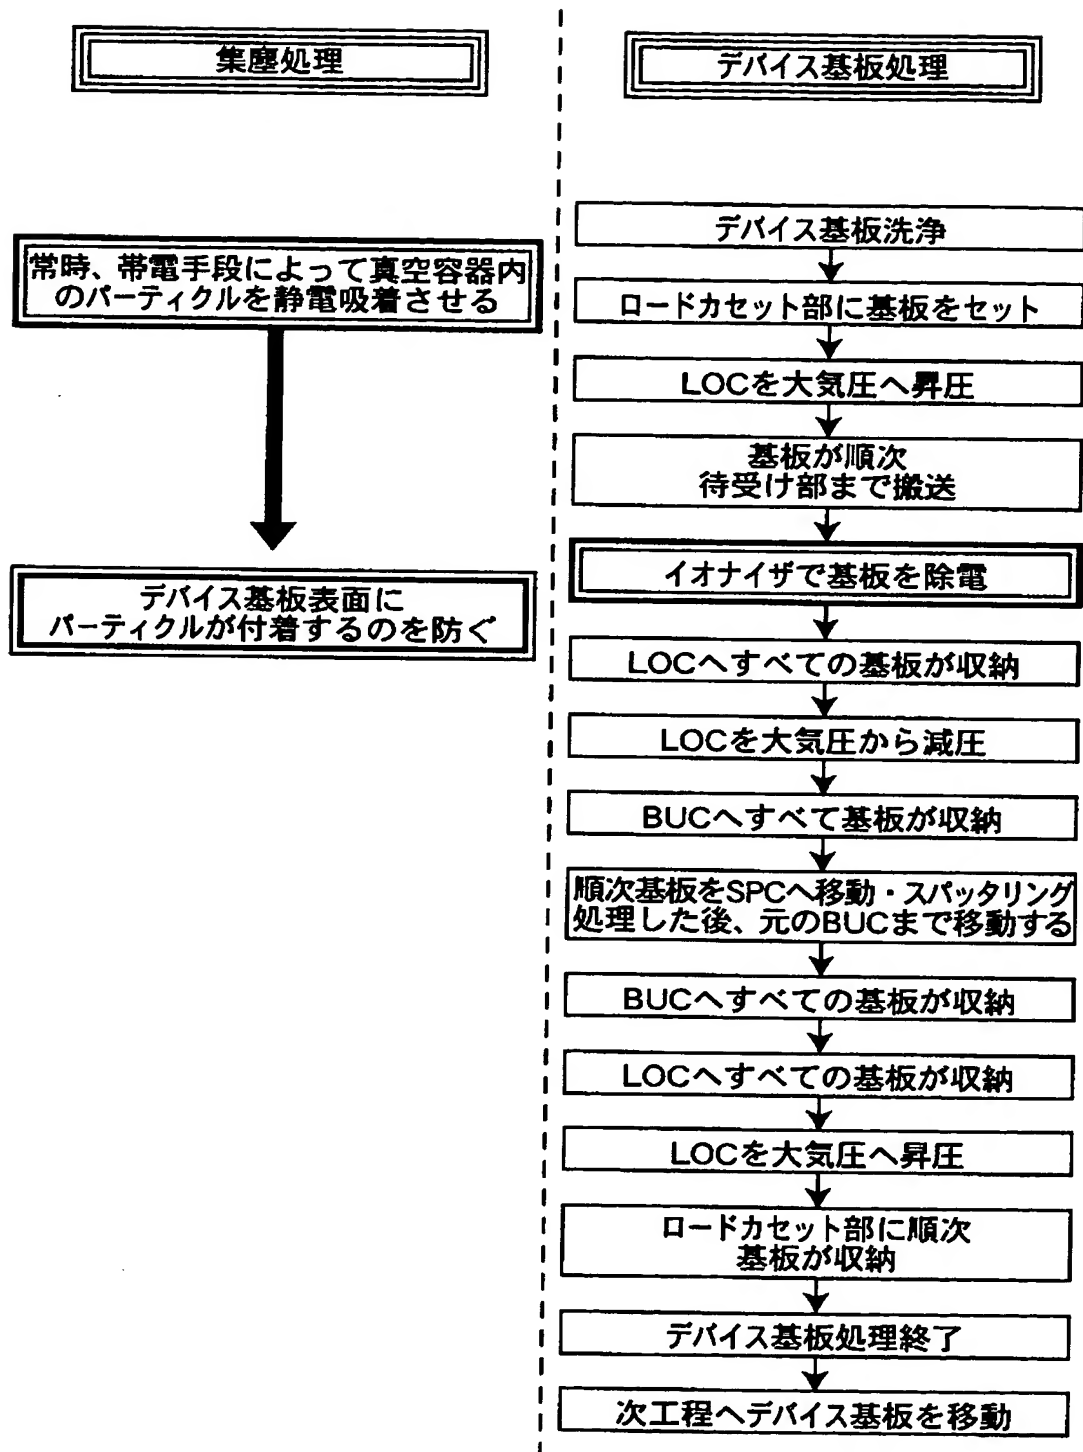 集塵処理
常時、帯電手段によって真空容器内
のパーティクルを静電吸着させる
デバイス基板表面に
パーティクルが付着するのを防ぐ
デバイス基板処理
デバイス基板洗浄
ロードカセット部に基板をセット
LOCを大気圧へ昇圧
基板が順次
待受け部まで搬送
イオナイザで基板を除電
LOCへすべての基板が収納
LOCを大気圧から減圧
BUCへすべて基板が収納
順次基板をSPCへ移動・スパッタリング
処理した後、元のBUCまで移動する
BUCへすべての基板が収納
LOCへすべての基板が収納
LOCを大気圧へ昇圧
ロードカセット部に順次
基板が収納
デバイス基板処理終了
次工程へデバイス基板を移動